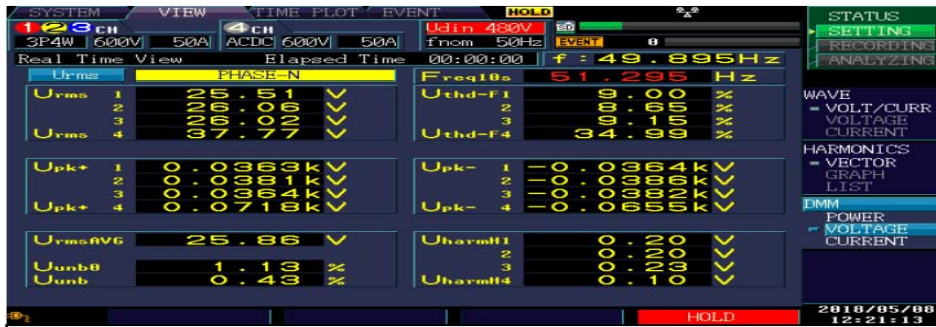 SYSTEM VIEW TIME PLOT EVENT HOLD STATUS
1 2 3 CH 4 CH Udin 480V SD SETTING
3P4W 600V 50A ACDC 600V 50A fnom 50Hz EVENT 0 RECORDING
Real Time View Elapsed Time 00:00:00 f:49.895Hz ANALYZING
Urms PHASE-N Freq10s 51.295 Hz
Urms 1 25.51 V Uthd-F1 9.00 %
2 26.06 V 2 8.65 %
3 26.02 V 3 9.15 %
Urms 4 37.77 V Uthd-F4 34.99 %
WAVE
VOLT/CURR
VOLTAGE
CURRENT
HARMONICS
VECTOR
GRAPH
LIST
Upk+ 1 0.0363kV Upk- 1 -0.0364kV
2 0.0381kV 2 -0.0386kV
3 0.0364kV 3 -0.0382kV
Upk+ 4 0.0718kV Upk- 4 -0.0655kV
DMM
POWER
VOLTAGE
CURRENT
UrmsAVG 25.86 V UharmH1 0.20 V
2 0.20 V
Uunb0 1.13 % 3 0.23 V
Uunb 0.43 % UharmH4 0.10 V
HOLD
2018/05/08
12:21:13